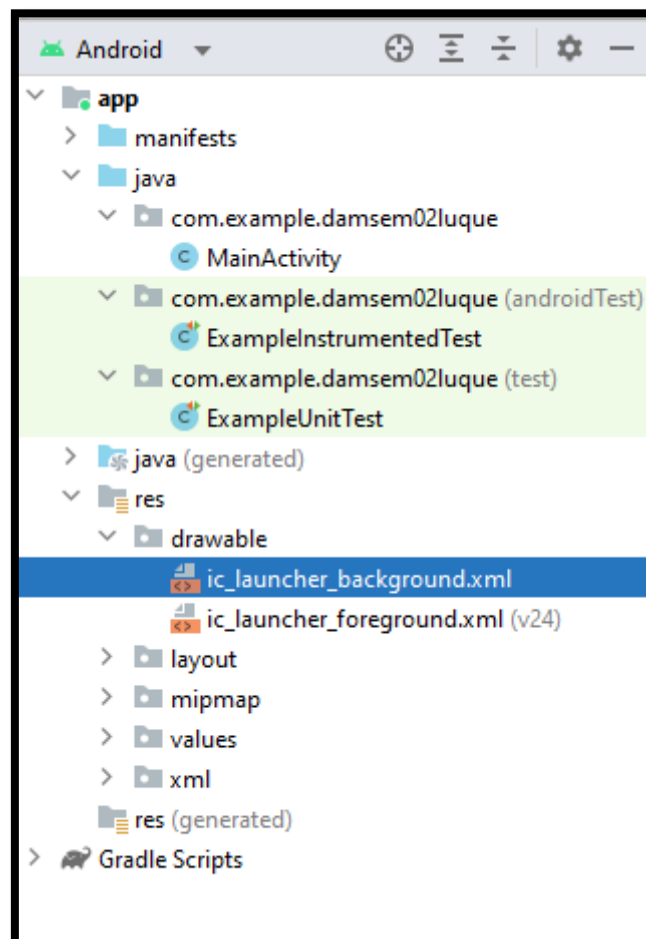 Android
app
manifests
java
com.example.damsem02luque
MainActivity
com.example.damsem02luque (androidTest)
ExampleInstrumentedTest
com.example.damsem02luque (test)
ExampleUnitTest
java (generated)
res
drawable
ic_launcher_background.xml
ic_launcher_foreground.xml (v24)
layout
mipmap
values
xml
res (generated)
Gradle Scripts